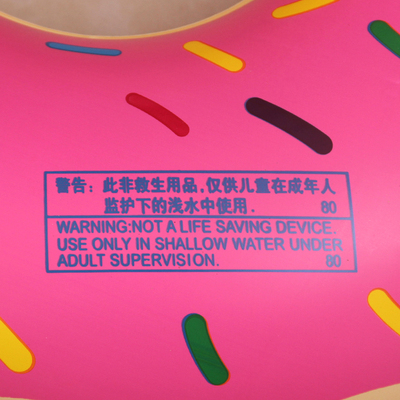 警告：此非救生用品,仅供儿童在成年人
监护下的浅水中使用. 80
WARNING:NOT A LIFE SAVING DEVICE.
USE ONLY IN SHALLOW WATER UNDER
ADULT SUPERVISION. 80